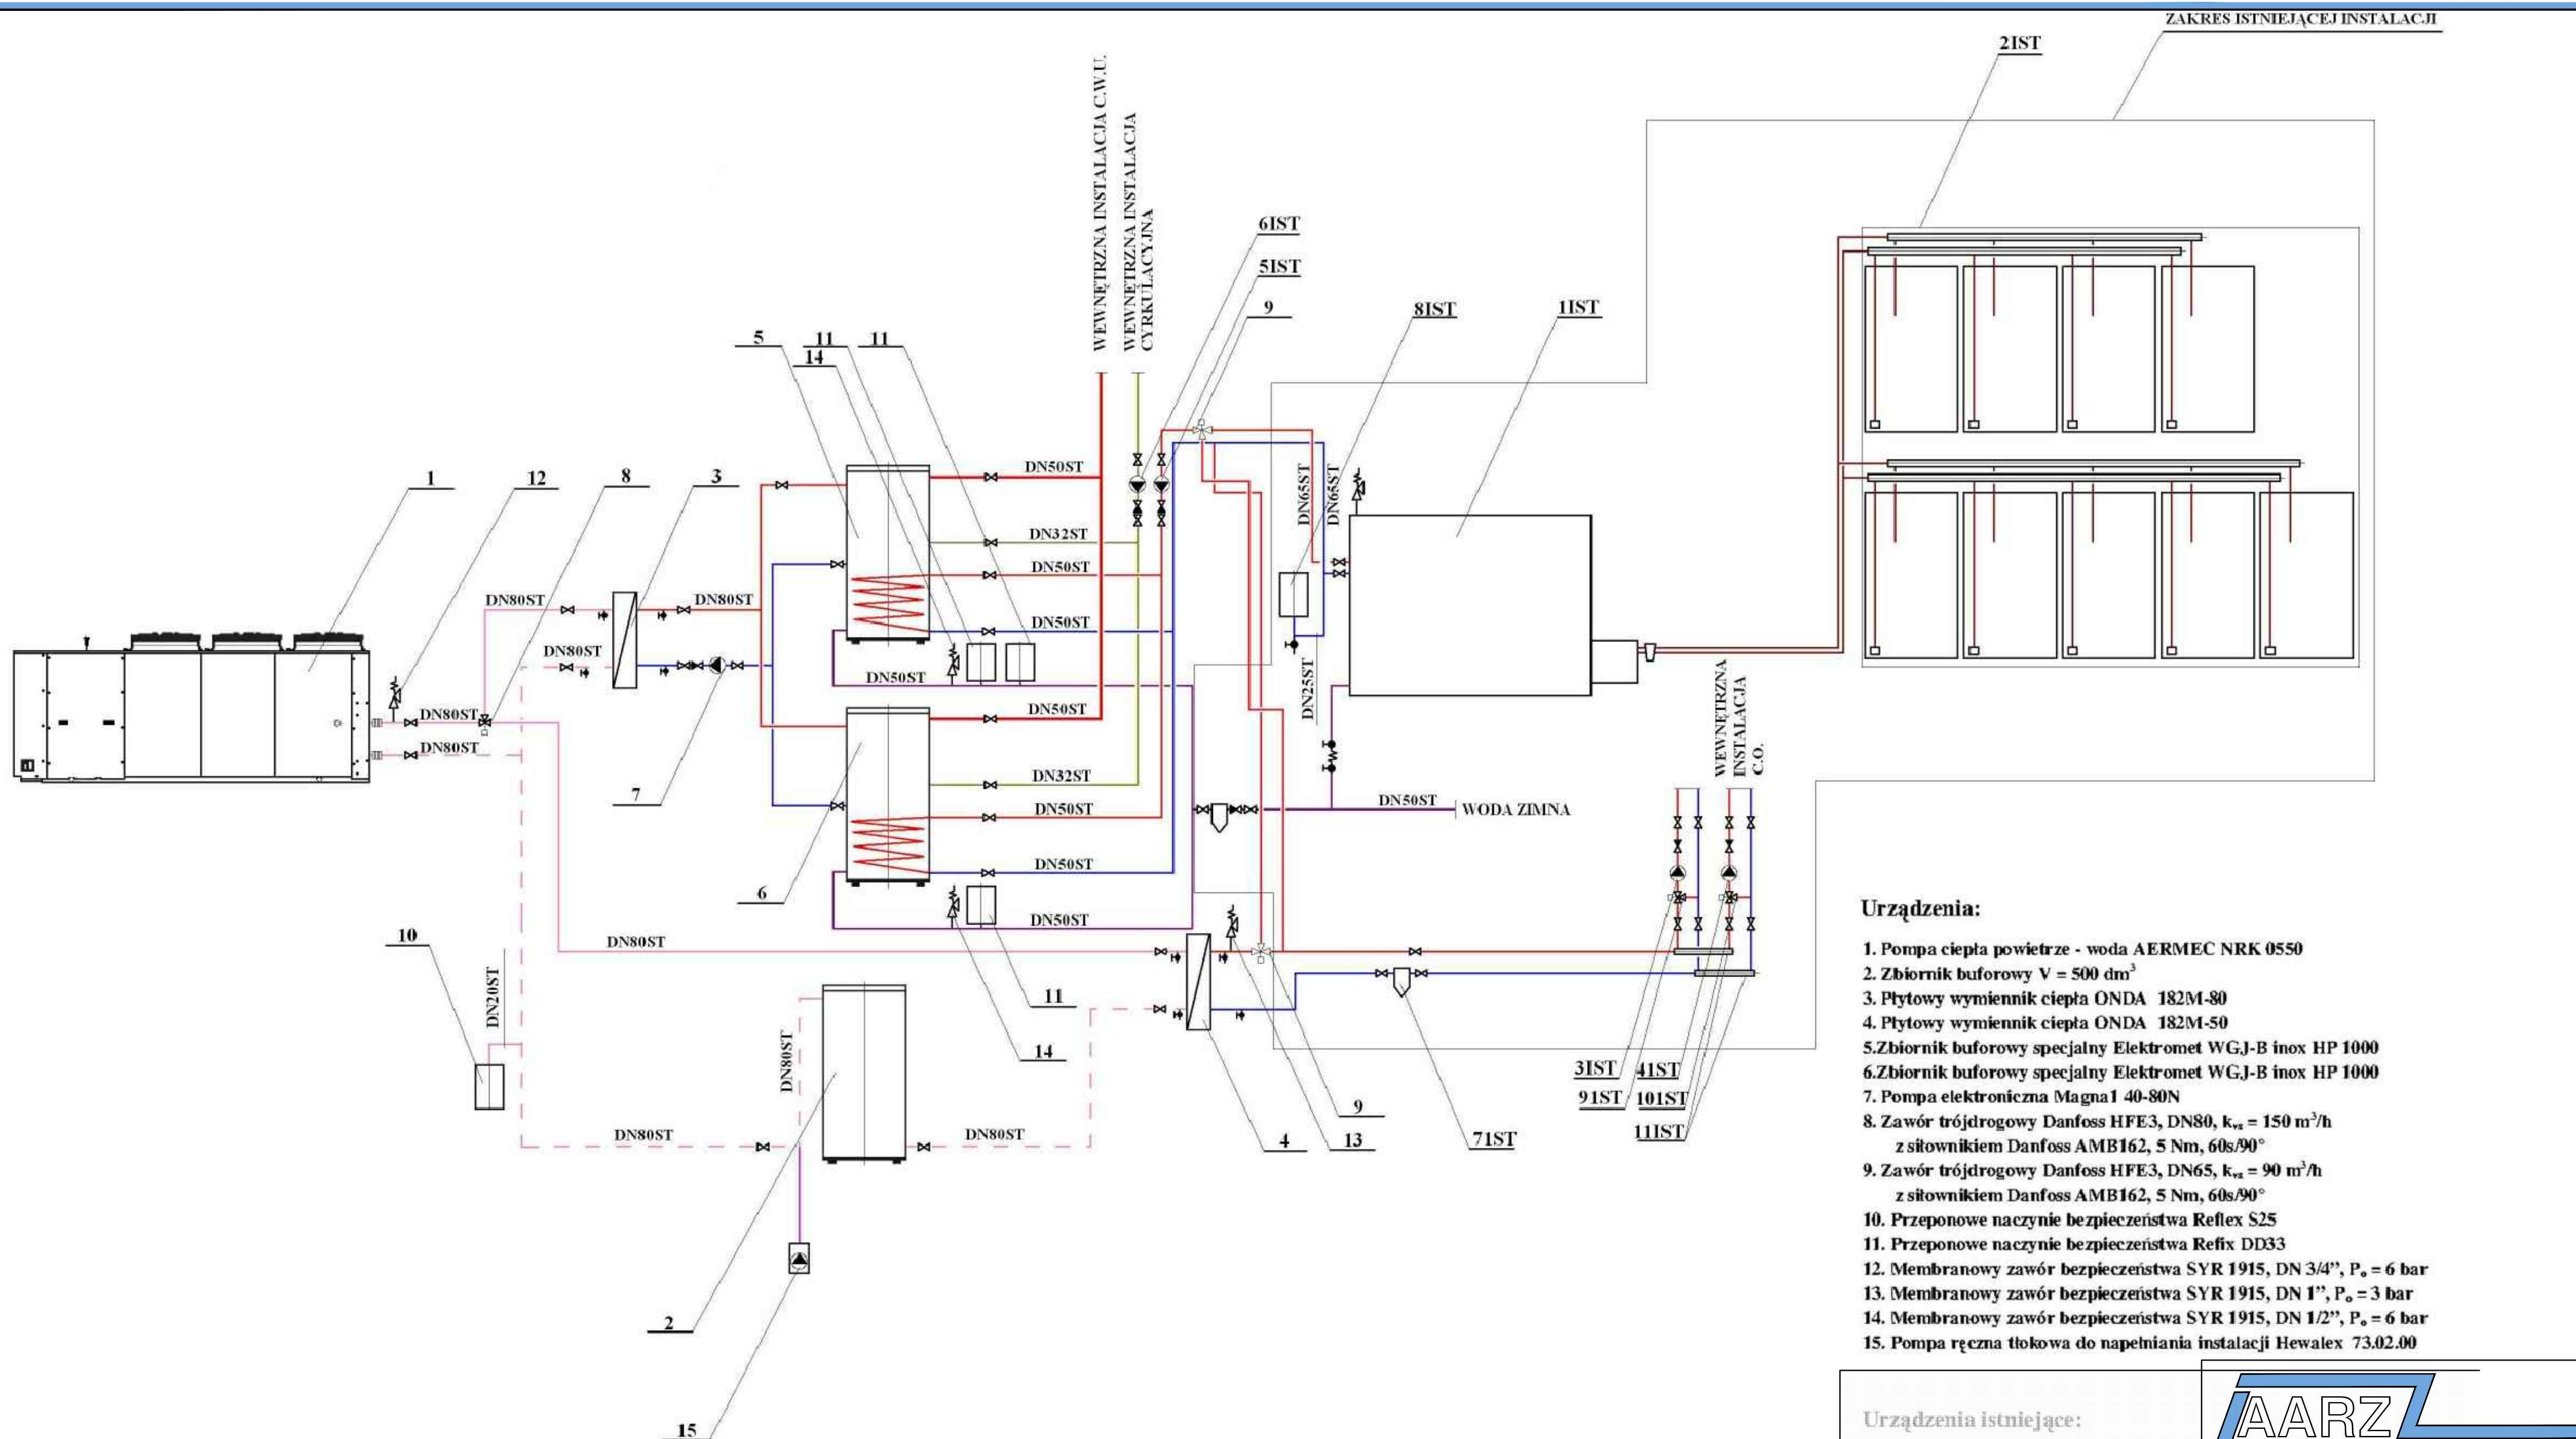 ZAKRES ISTNIEJĄCEJ INSTALACJI
2IST
WEWNĘTRZNA INSTALACJA C.W.U.
WEWNĘTRZNA INSTALACJA
CYRKULACYJNA
6IST
5IST
9
8IST
1IST
5
11
11
14
1
12
8
3
DN50ST
DN65ST
DN65ST
DN32ST
DN50ST
DN80ST
DN80ST
DN50ST
DN80ST
DN50ST
DN25ST
DN80ST
DN50ST
DN80ST
WEWNĘTRZNA
INSTALACJA
C.O.
DN32ST
7
DN50ST
DN50ST
WODA ZIMNA
DN50ST
6
DN50ST
10
DN80ST
DN20ST
11
DN80ST
14
3IST
41ST
91ST
101ST
9
DN80ST
DN80ST
4
13
71ST
11IST
2
15
Urządzenia:
1. Pompa ciepła powietrze - woda AERMEC NRK 0550
2. Zbiornik buforowy V = 500 dm³
3. Płytowy wymiennik ciepła ONDA 182M-80
4. Płytowy wymiennik ciepła ONDA 182M-50
5.Zbiornik buforowy specjalny Elektromet WGJ-B inox HP 1000
6.Zbiornik buforowy specjalny Elektromet WGJ-B inox HP 1000
7. Pompa elektroniczna Magna1 40-80N
8. Zawór trójdrogowy Danfoss HFE3, DN80, kvs = 150 m³/h
z siłownikiem Danfoss AMB162, 5 Nm, 60s/90°
9. Zawór trójdrogowy Danfoss HFE3, DN65, kvs = 90 m³/h
z siłownikiem Danfoss AMB162, 5 Nm, 60s/90°
10. Przeponowe naczynie bezpieczeństwa Reflex S25
11. Przeponowe naczynie bezpieczeństwa Refix DD33
12. Membranowy zawór bezpieczeństwa SYR 1915, DN 3/4”, Po = 6 bar
13. Membranowy zawór bezpieczeństwa SYR 1915, DN 1”, Po = 3 bar
14. Membranowy zawór bezpieczeństwa SYR 1915, DN 1/2”, Po = 6 bar
15. Pompa ręczna tłokowa do napełniania instalacji Hewalex 73.02.00
Urządzenia istniejące:
AARZ